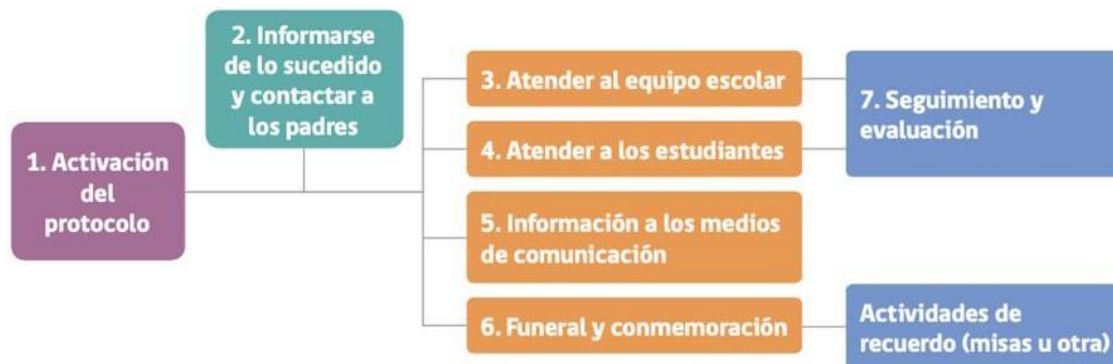 1. Activación
del
protocolo
2. Informarse
de lo sucedido
y contactar a
los padres
3. Atender al equipo escolar
4. Atender a los estudiantes
5. Información a los medios
de comunicación
6. Funeral y conmemoración
7. Seguimiento y
evaluación
Actividades de
recuerdo (misas u otra)